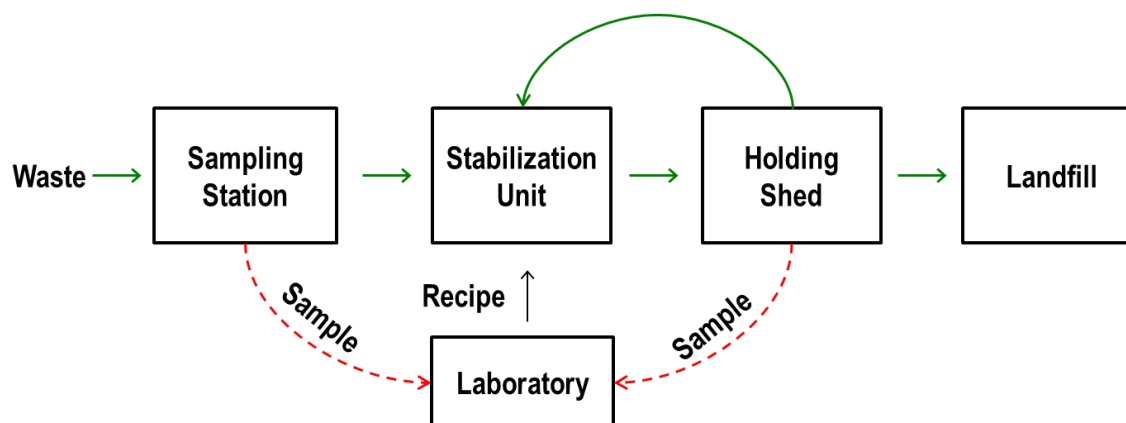 Waste
Sampling
Station
Stabilization
Unit
Holding
Shed
Landfill
Sample
Recipe
Sample
Laboratory